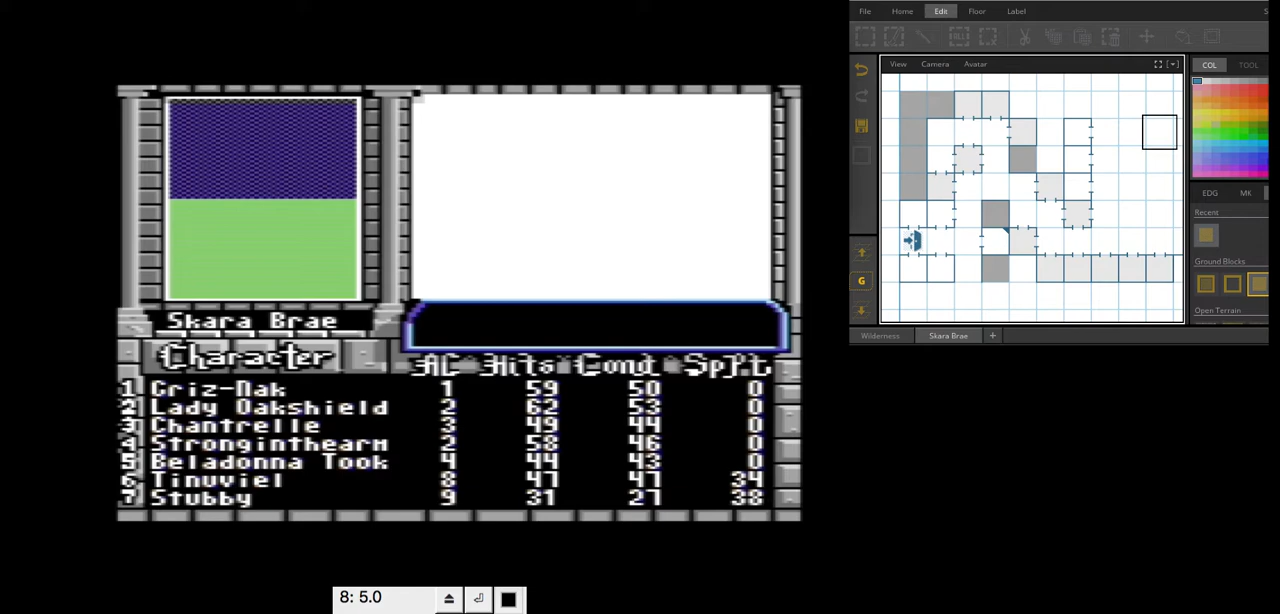 File Home Edit Floor Label S
View Camera Avatar
COL TOOL
EDG MK
Recent
Ground Blocks
G
Open Terrain
Wilderness Skara Brae +
Skara Brae
Character AC Hits Cond SpPt
1 Griz-Nak 1 59 50 0
2 Lady Oakshield 2 62 53 0
3 Chantrelle 3 49 44 0
4 Stronginthearm 2 58 46 0
5 Beladonna Took 4 44 43 0
6 Tinuviel 8 47 47 34
7 Stubby 9 31 27 38
8: 5.0